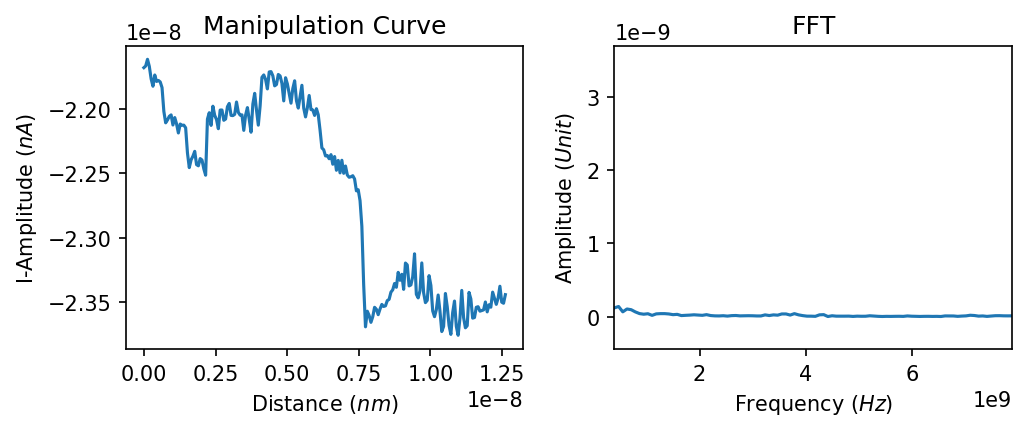 Manipulation Curve
1e−8
I-Amplitude (nA)
−2.20
−2.25
−2.30
−2.35
0.00 0.25 0.50 0.75 1.00 1.25
Distance (nm)
1e−8
FFT
1e−9
Amplitude (Unit)
3
2
1
0
2 4 6
Frequency (Hz)
1e9